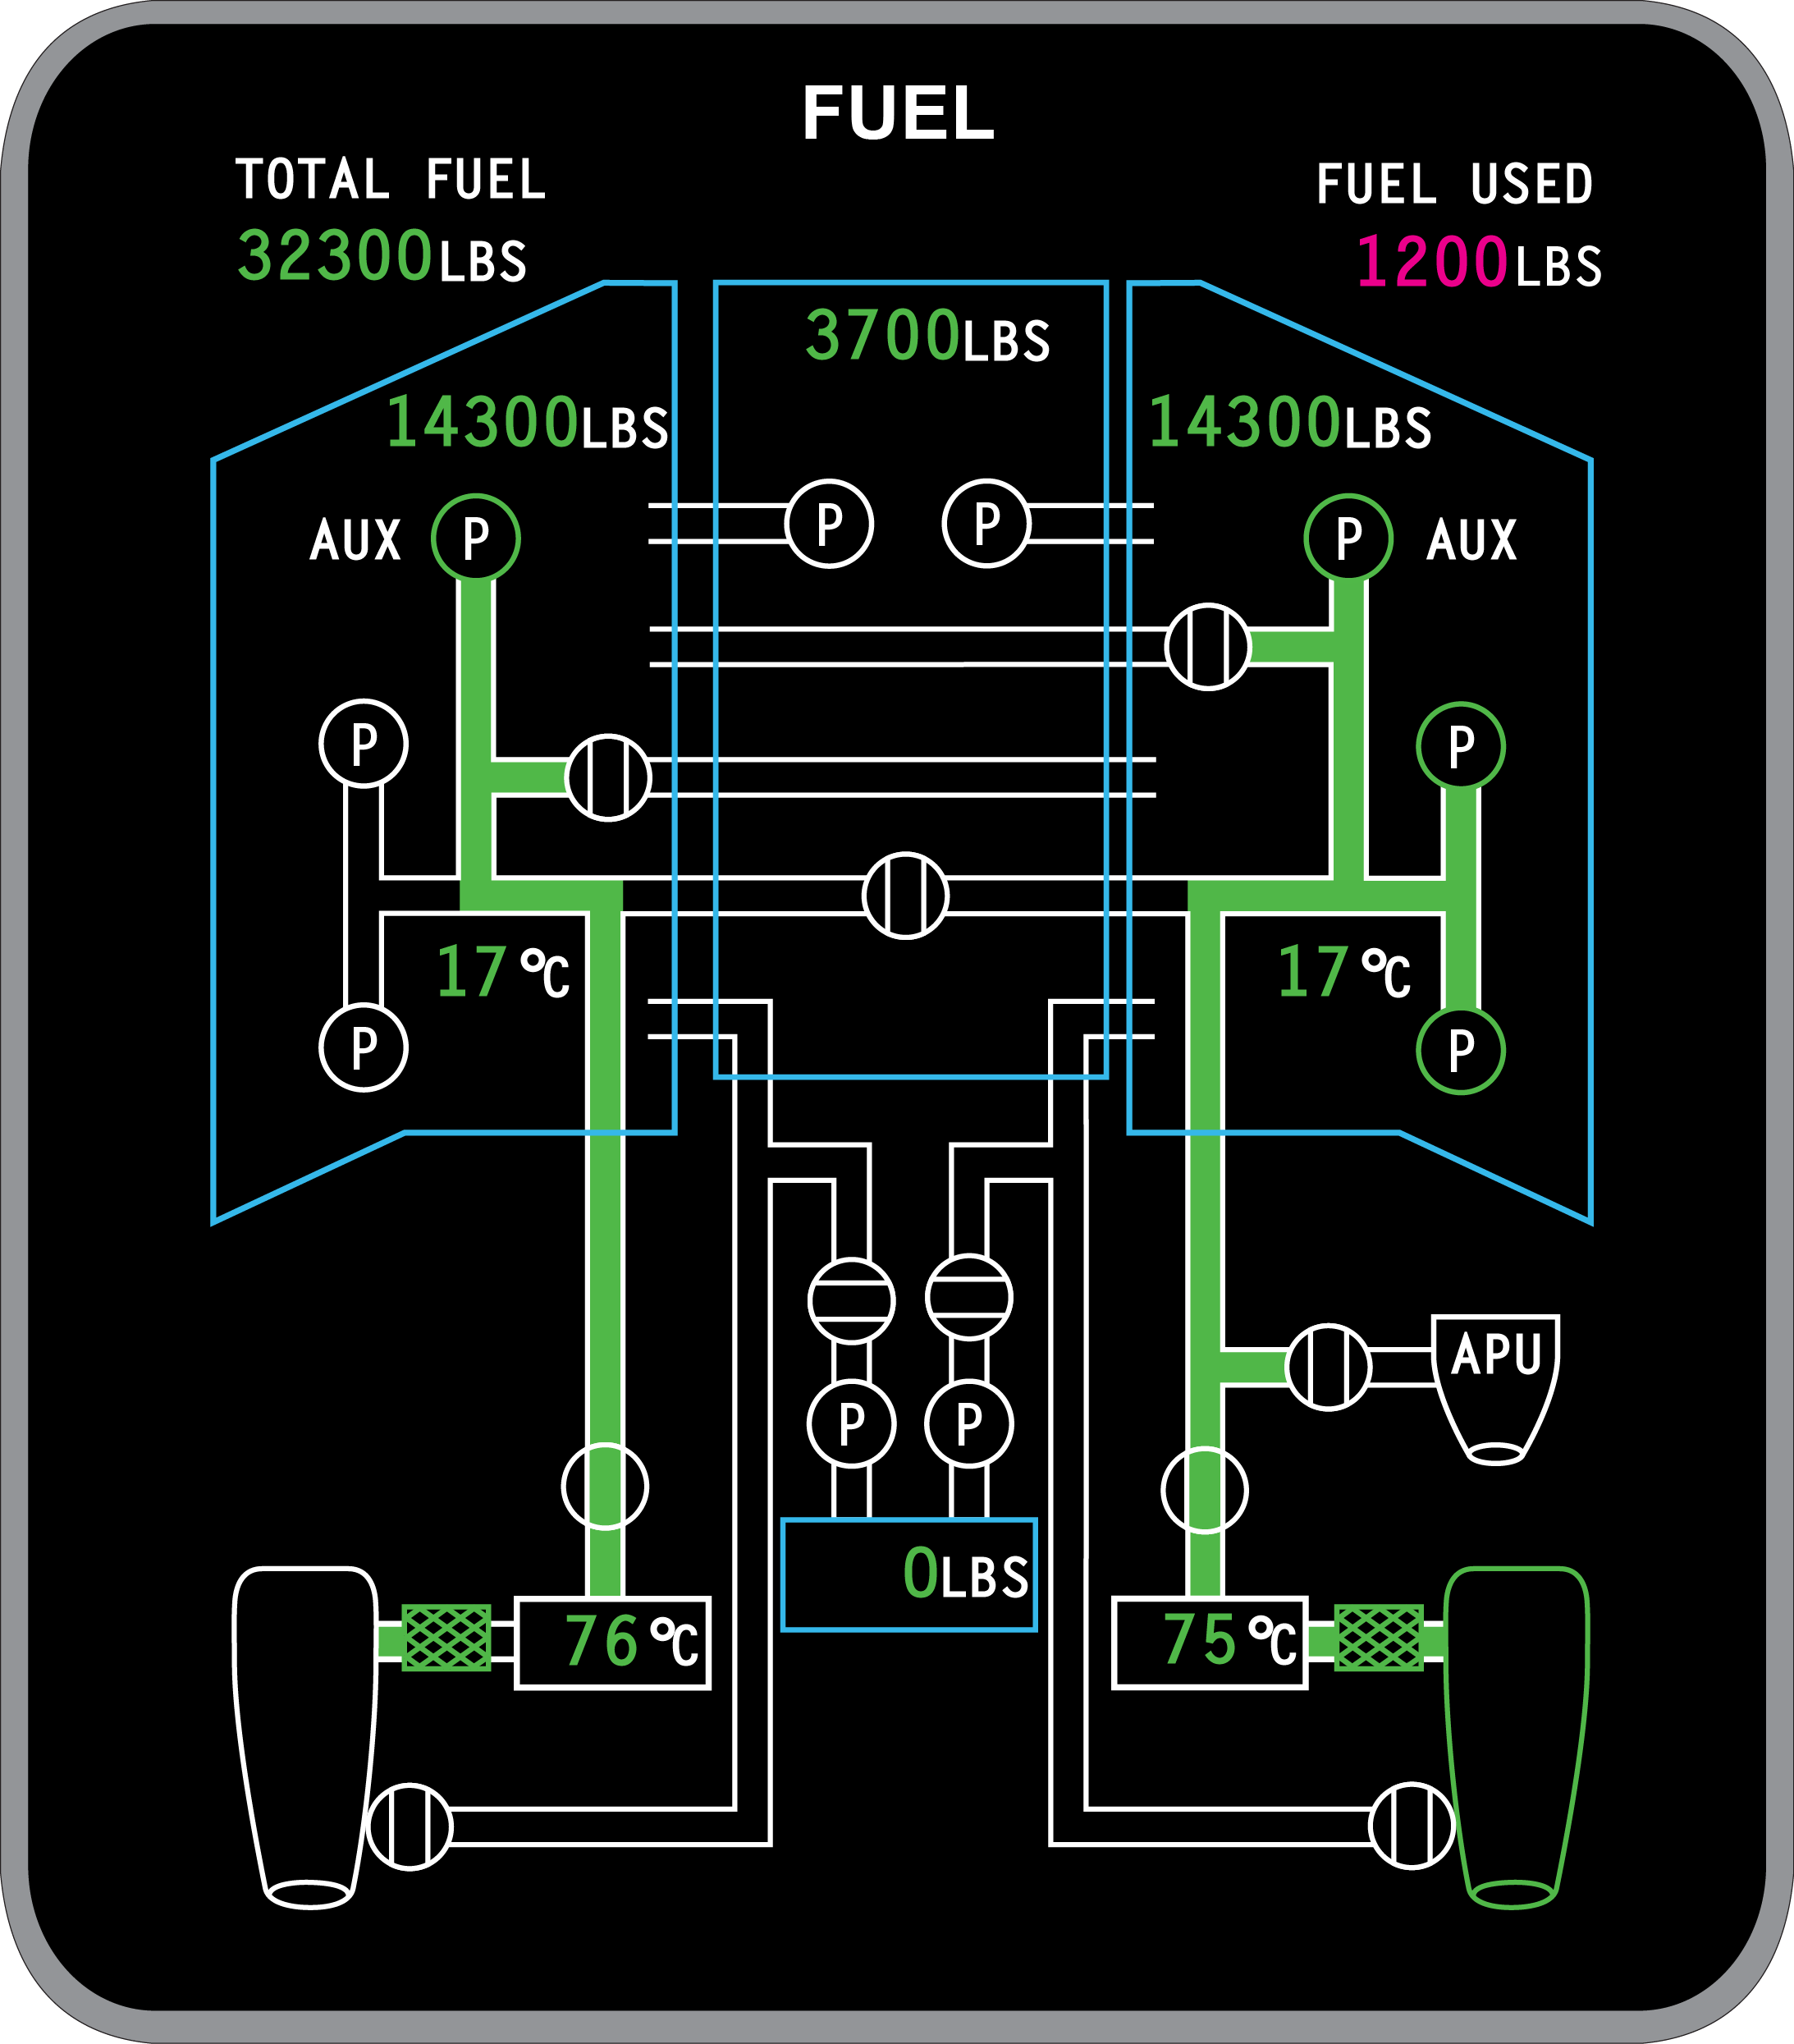 FUEL
TOTAL FUEL
FUEL USED
32300LBS
1200LBS
3700LBS
14300LBS
14300LBS
P
P
AUX
P
P
AUX
P
P
17°C
17°C
P
P
APU
P
P
0LBS
76°C
75°C